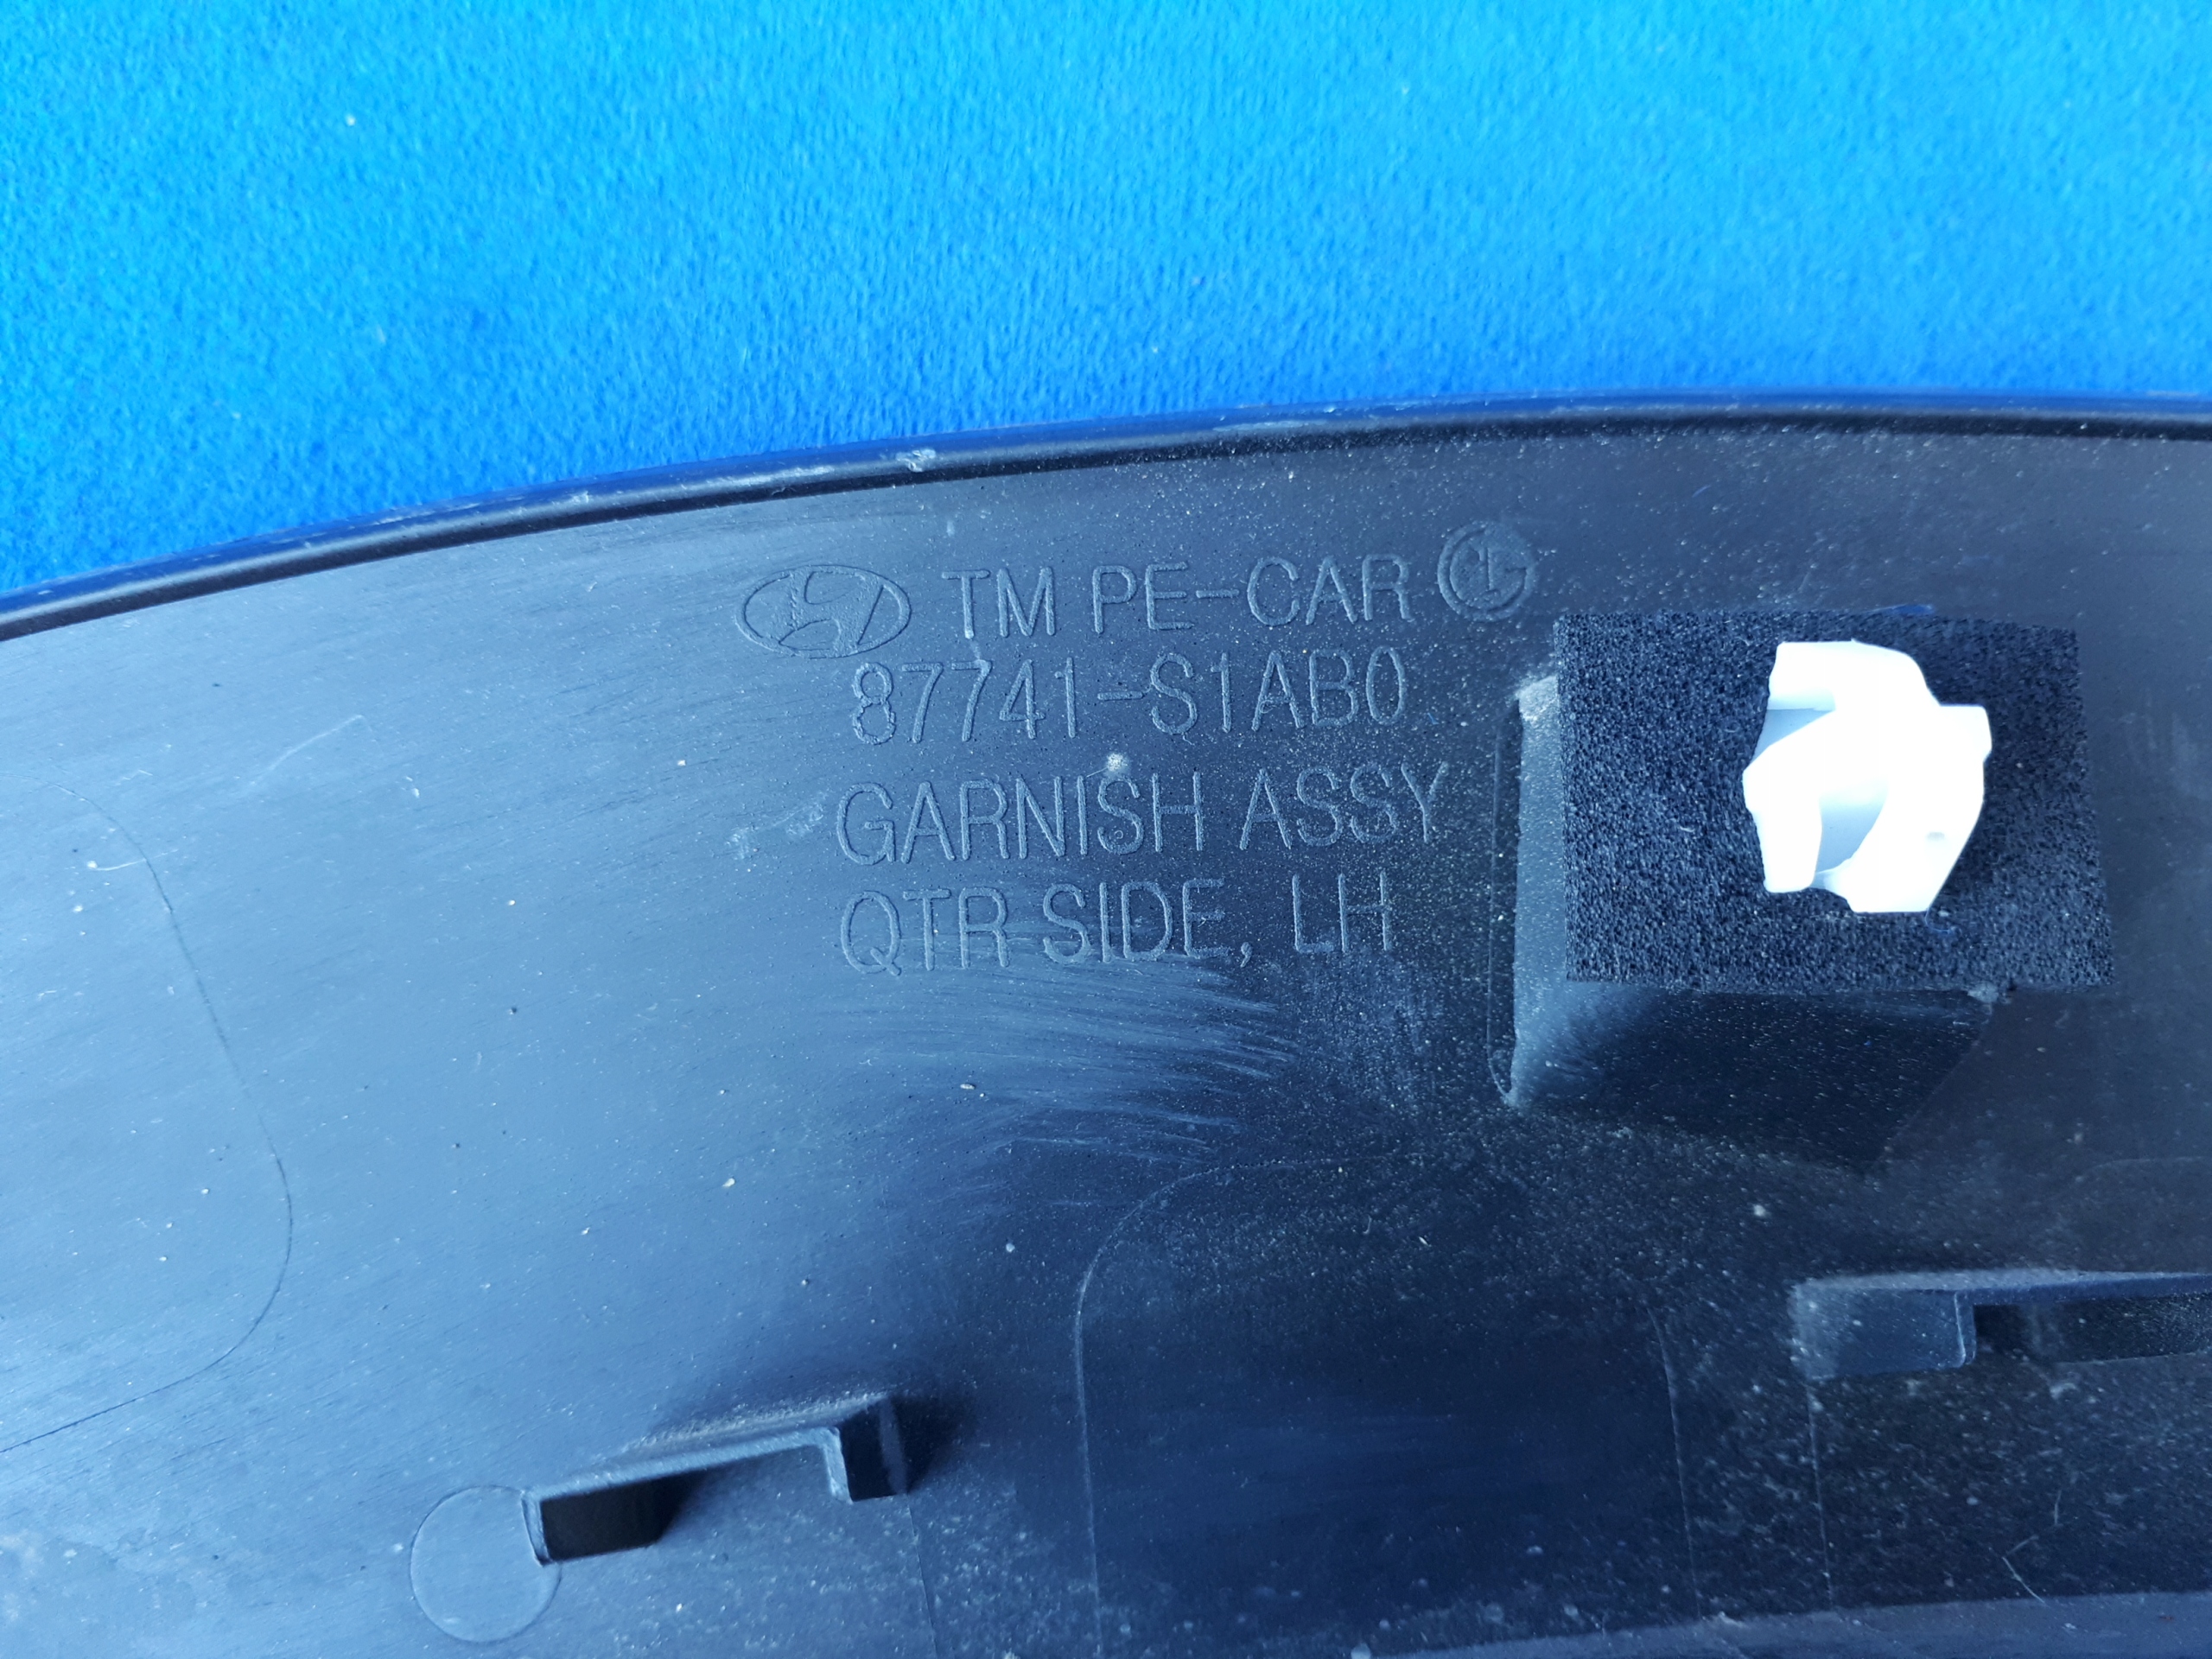 TM PE-CAR
87741-S1AB0
GARNISH ASSY
QTR SIDE, LH